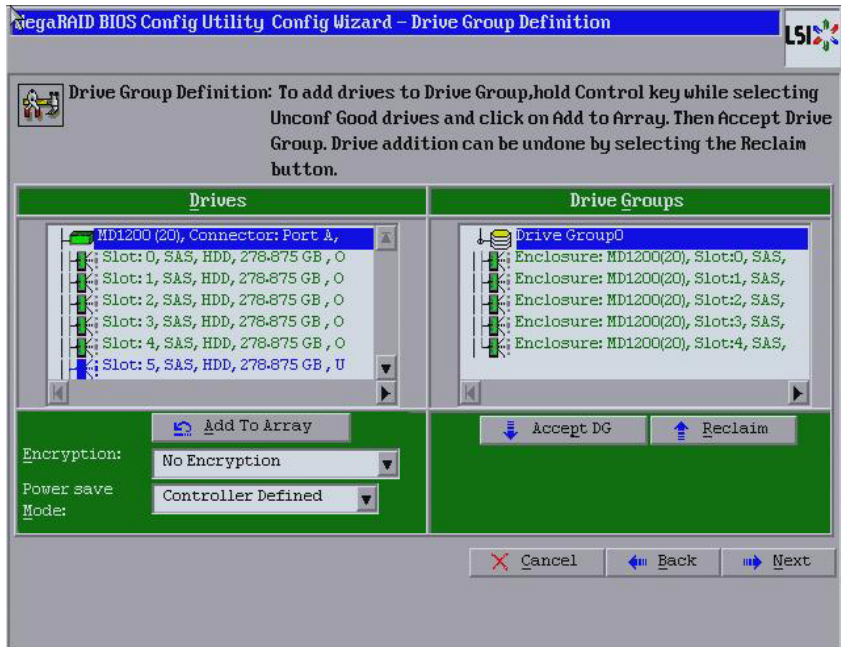 MegaRAID BIOS Config Utility Config Wizard – Drive Group Definition
LSI
Drive Group Definition: To add drives to Drive Group,hold Control key while selecting
Unconf Good drives and click on Add to Array. Then Accept Drive
Group. Drive addition can be undone by selecting the Reclaim
button.
Drives
MD1200 (20), Connector: Port A,
Slot: 0, SAS, HDD, 278.875 GB , O
Slot: 1, SAS, HDD, 278.875 GB , O
Slot: 2, SAS, HDD, 278.875 GB , O
Slot: 3, SAS, HDD, 278.875 GB , O
Slot: 4, SAS, HDD, 278.875 GB , O
Slot: 5, SAS, HDD, 278.875 GB , U
Add To Array
Encryption:
No Encryption
Power save
Mode:
Controller Defined
Drive Groups
Drive Group0
Enclosure: MD1200(20), Slot:0, SAS,
Enclosure: MD1200(20), Slot:1, SAS,
Enclosure: MD1200(20), Slot:2, SAS,
Enclosure: MD1200(20), Slot:3, SAS,
Enclosure: MD1200(20), Slot:4, SAS,
Accept DG
Reclaim
Cancel
Back
Next